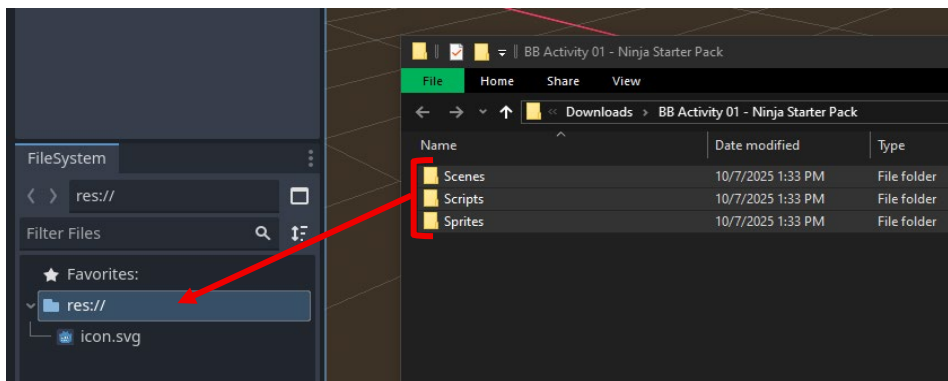 BB Activity 01 - Ninja Starter Pack
File Home Share View
« Downloads > BB Activity 01 - Ninja Starter Pack
Name Date modified Type
Scenes 10/7/2025 1:33 PM File folder
Scripts 10/7/2025 1:33 PM File folder
Sprites 10/7/2025 1:33 PM File folder
FileSystem
res://
Filter Files
Favorites:
res://
icon.svg